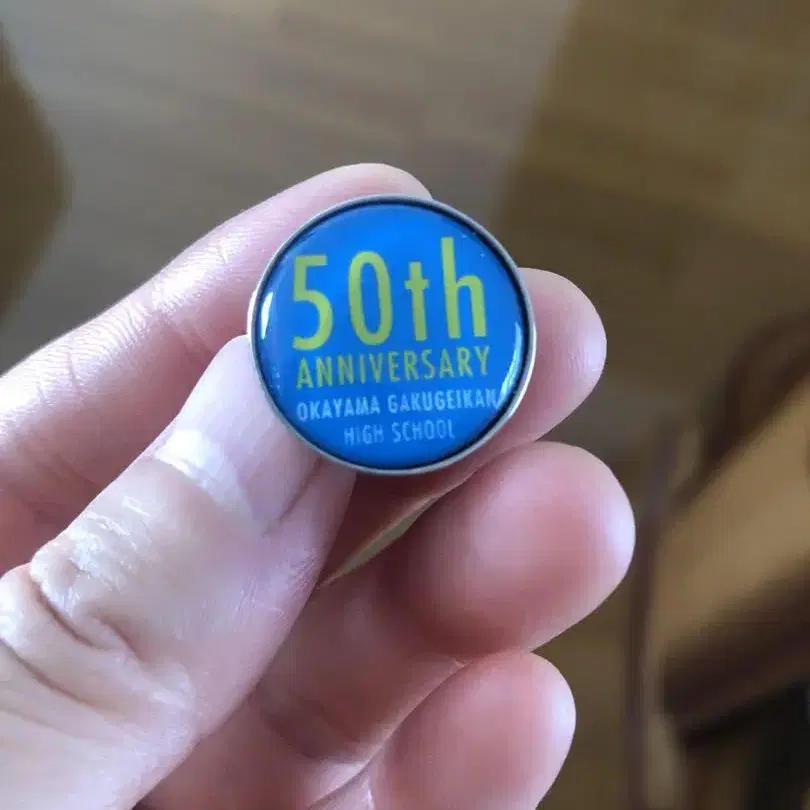 50th
ANNIVERSARY
OKAYAMA GAKUGEIKAN
HIGH SCHOOL